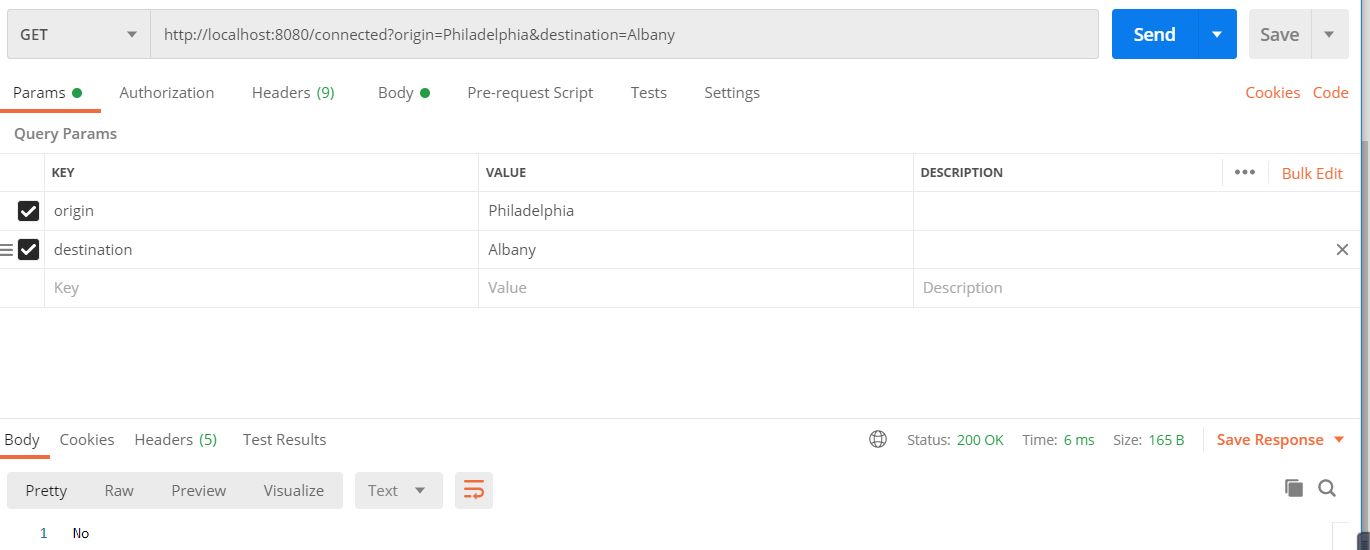 GET http://localhost:8080/connected?origin=Philadelphia&destination=Albany Send Save
Params Authorization Headers (9) Body Pre-request Script Tests Settings Cookies Code
Query Params
KEY VALUE DESCRIPTION ••• Bulk Edit
origin Philadelphia
destination Albany
Key Value Description
Body Cookies Headers (5) Test Results Status: 200 OK Time: 6 ms Size: 165 B Save Response
Pretty Raw Preview Visualize Text
1 No